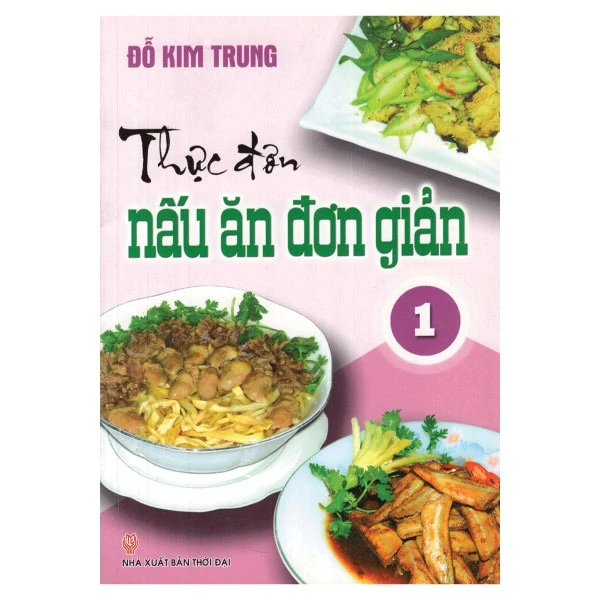 ĐỖ KIM TRUNG
Thực đơn
nấu ăn đơn giản
1
NHÀ XUẤT BẢN THỜI ĐẠI